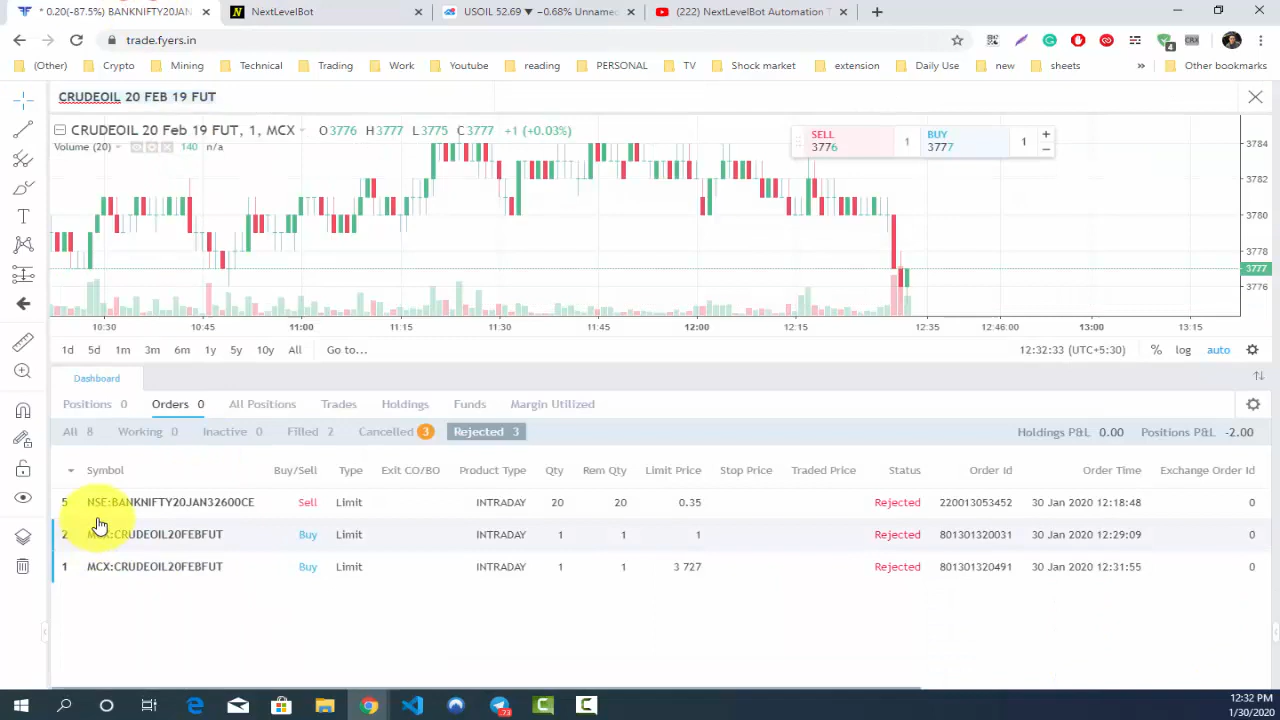 * 0.20(-87.5%) BANKNIFTY20JAN
NextLevelBot
USOIL 52.69 ▼ −0.68% Unnamed
(222) NextLevelBot Automation T
trade.fyers.in
4
CRX
(Other)
Crypto
Mining
Technical
Trading
Work
Youtube
reading
PERSONAL
TV
Shock market
extension
Daily Use
new
sheets
»
Other bookmarks
CRUDEOIL 20 FEB 19 FUT
CRUDEOIL 20 Feb 19 FUT, 1, MCX O3776 H3777 L3775 C3777 +1 (+0.03%)
Volume (20) 140 n/a
SELL
3776
1
BUY
3777
1
+
−
3784
3782
3780
3778
3777
3776
10:30 10:45 11:00 11:15 11:30 11:45 12:00 12:15 12:35 12:46:00 13:00 13:15
1d 5d 1m 3m 6m 1y 5y 10y All Go to... 12:32:33 (UTC+5:30) % log auto
Dashboard
Positions 0 Orders 0 All Positions Trades Holdings Funds Margin Utilized
All 8 Working 0 Inactive 0 Filled 2 Cancelled 3 Rejected 3 Holdings P&L 0.00 Positions P&L -2.00
Symbol Buy/Sell Type Exit CO/BO Product Type Qty Rem Qty Limit Price Stop Price Traded Price Status Order Id Order Time Exchange Order Id
5 NSE:BANKNIFTY20JAN32600CE Sell Limit INTRADAY 20 20 0.35 Rejected 220013053452 30 Jan 2020 12:18:48 0
2 MCX:CRUDEOIL20FEBFUT Buy Limit INTRADAY 1 1 1 Rejected 801301320031 30 Jan 2020 12:29:09 0
1 MCX:CRUDEOIL20FEBFUT Buy Limit INTRADAY 1 1 3 727 Rejected 801301320491 30 Jan 2020 12:31:55 0
12:32 PM
1/30/2020